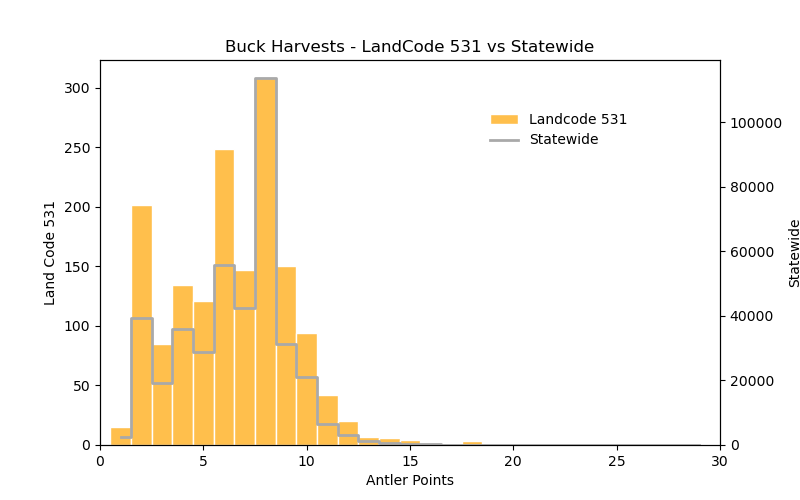 Buck Harvests - LandCode 531 vs Statewide
300
250
200
150
100
50
0
Land Code 531
Landcode 531
Statewide
100000
80000
60000
40000
20000
0
Statewide
0 5 10 15 20 25 30
Antler Points